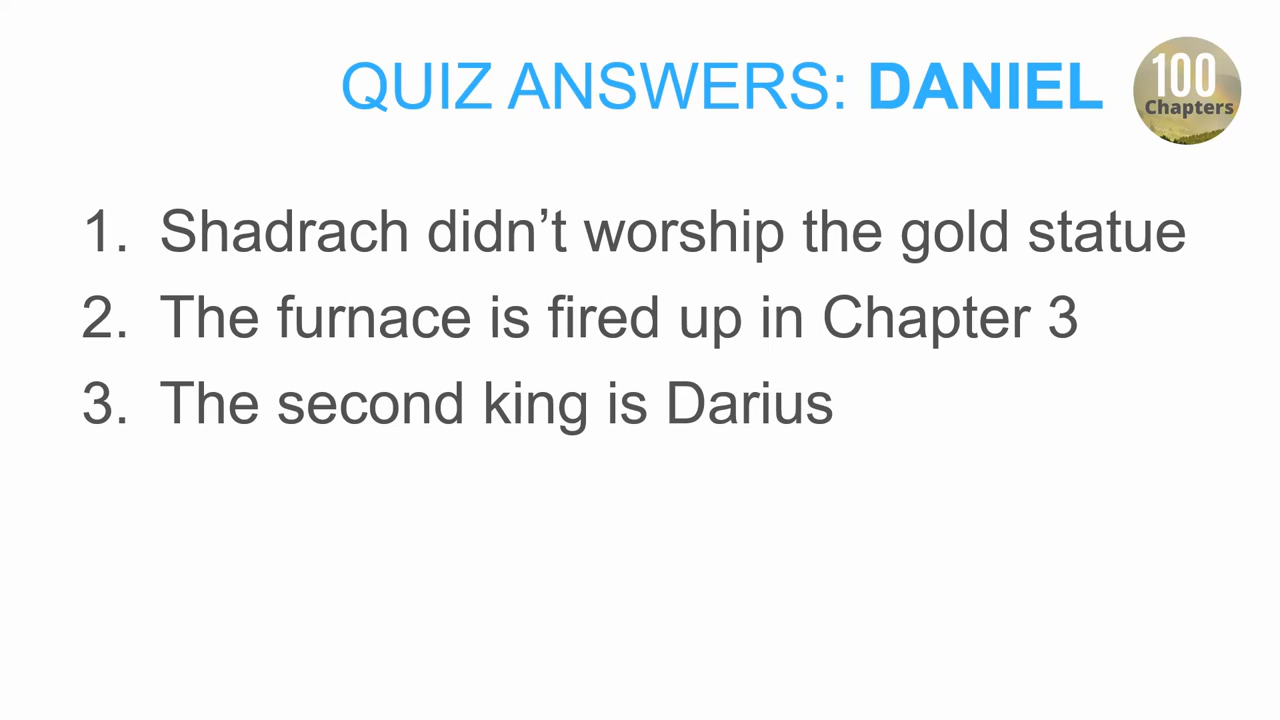 QUIZ ANSWERS: DANIEL
100
Chapters
1. Shadrach didn’t worship the gold statue
2. The furnace is fired up in Chapter 3
3. The second king is Darius